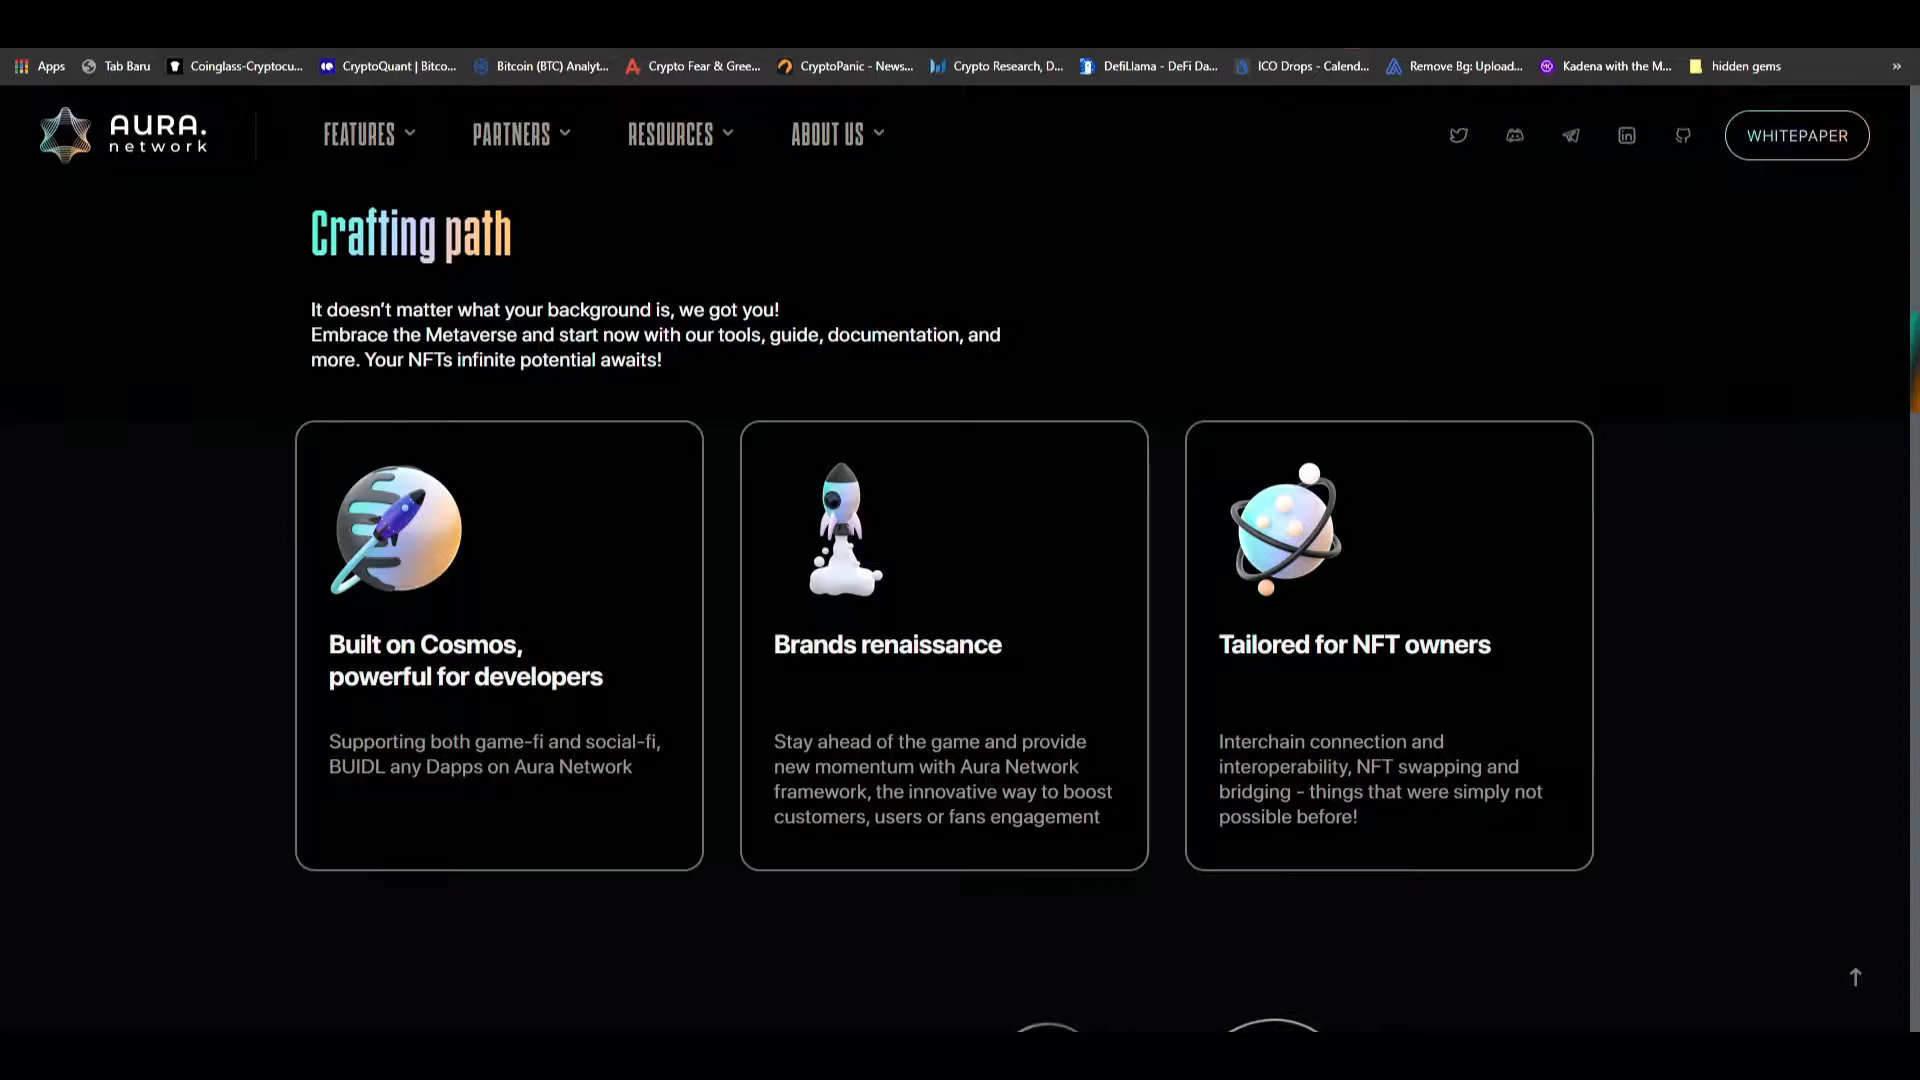 Apps Tab Baru Coinglass-Cryptocu... CryptoQuant | Bitco... Bitcoin (BTC) Analyt... Crypto Fear & Gree... CryptoPanic - News... Crypto Research, D... DefiLlama - DeFi Da... ICO Drops - Calend... Remove Bg: Upload... Kadena with the M... hidden gems »
AURA.
network
FEATURES PARTNERS RESOURCES ABOUT US WHITEPAPER
Crafting path
It doesn't matter what your background is, we got you!
Embrace the Metaverse and start now with our tools, guide, documentation, and
more. Your NFTs infinite potential awaits!
Built on Cosmos,
powerful for developers
Supporting both game-fi and social-fi,
BUIDL any Dapps on Aura Network
Brands renaissance
Stay ahead of the game and provide
new momentum with Aura Network
framework, the innovative way to boost
customers, users or fans engagement
Tailored for NFT owners
Interchain connection and
interoperability, NFT swapping and
bridging - things that were simply not
possible before!